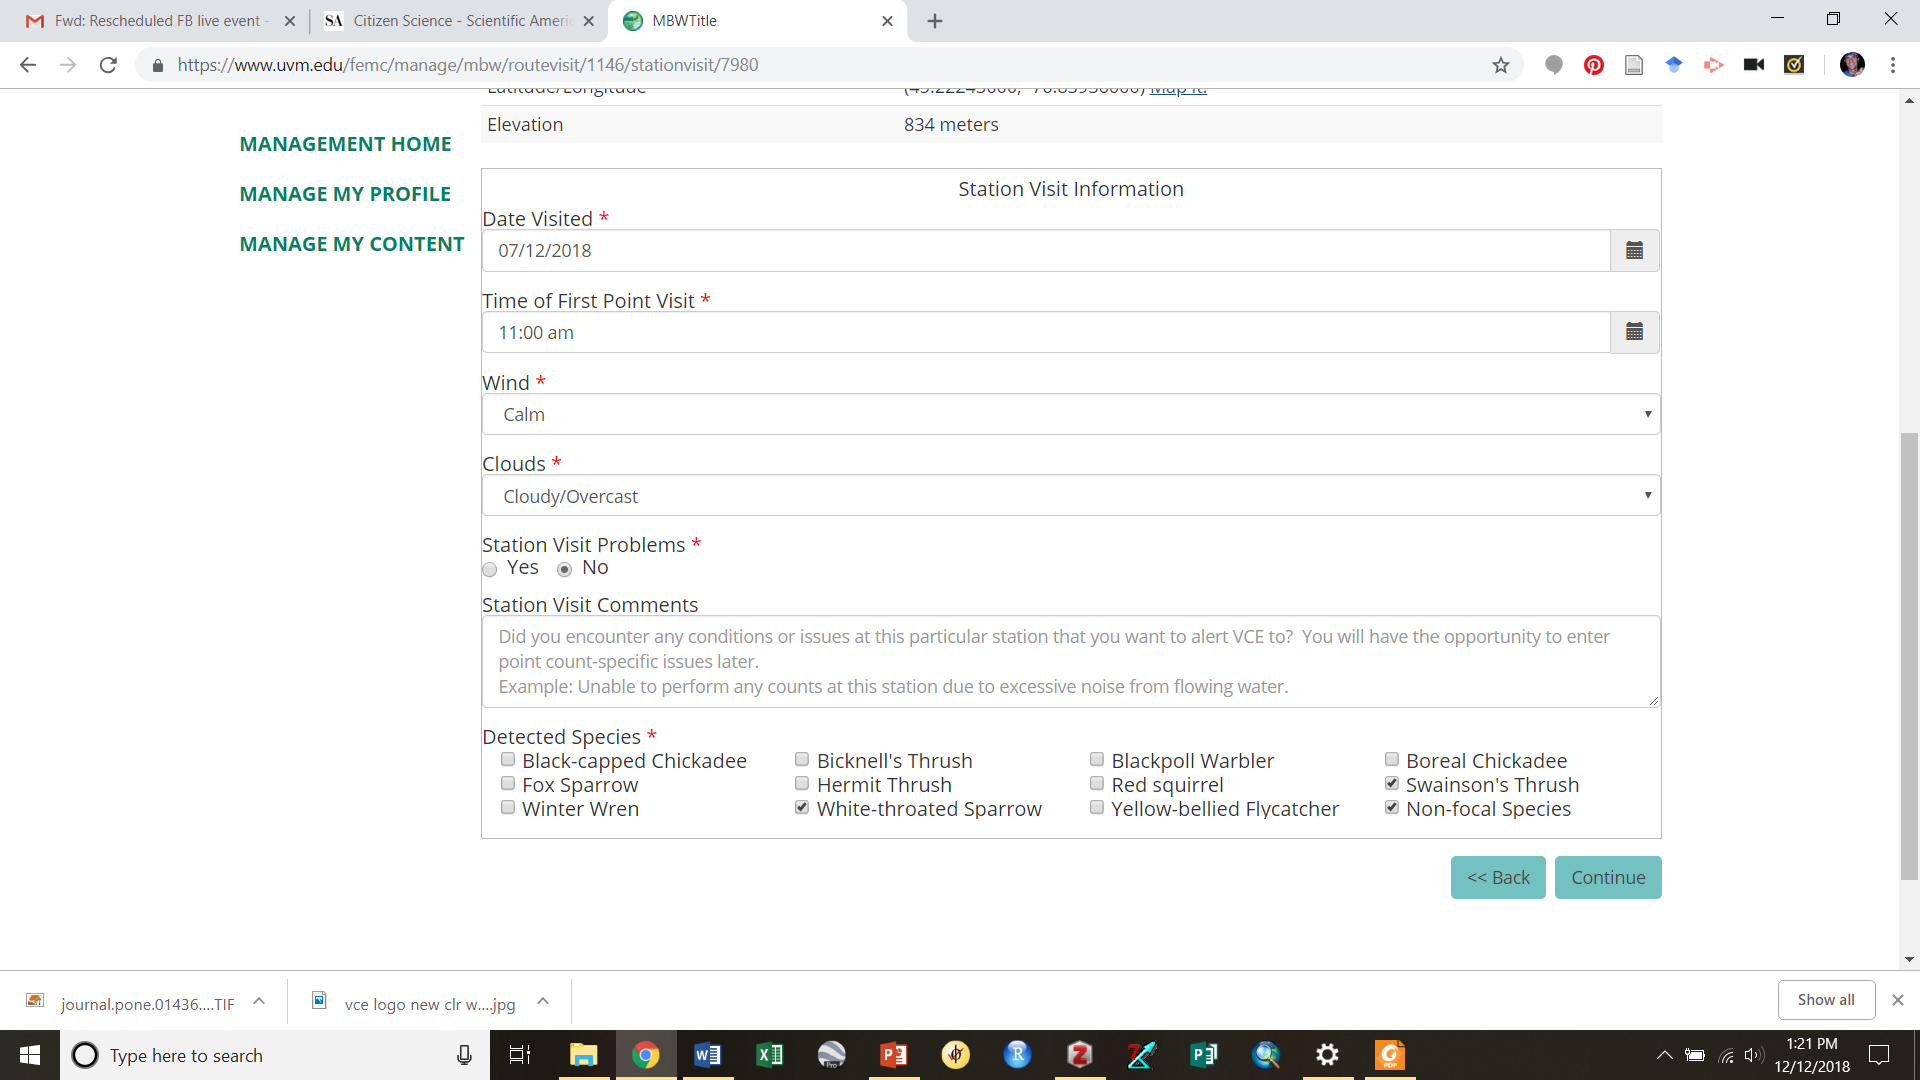 Fwd: Rescheduled FB live event -
SA Citizen Science - Scientific Americ
MBWTitle
https://www.uvm.edu/femc/manage/mbw/routevisit/1146/stationvisit/7980
Map it.
Elevation 834 meters
MANAGEMENT HOME
MANAGE MY PROFILE
MANAGE MY CONTENT
Station Visit Information
Date Visited *
07/12/2018
Time of First Point Visit *
11:00 am
Wind *
Calm
Clouds *
Cloudy/Overcast
Station Visit Problems *
Yes No
Station Visit Comments
Did you encounter any conditions or issues at this particular station that you want to alert VCE to? You will have the opportunity to enter
point count-specific issues later.
Example: Unable to perform any counts at this station due to excessive noise from flowing water.
Detected Species *
Black-capped Chickadee Bicknell's Thrush Blackpoll Warbler Boreal Chickadee
Fox Sparrow Hermit Thrush Red squirrel Swainson's Thrush
Winter Wren White-throated Sparrow Yellow-bellied Flycatcher Non-focal Species
<< Back Continue
journal.pone.01436....TIF
vce logo new clr w....jpg
Show all
Type here to search
1:21 PM
12/12/2018